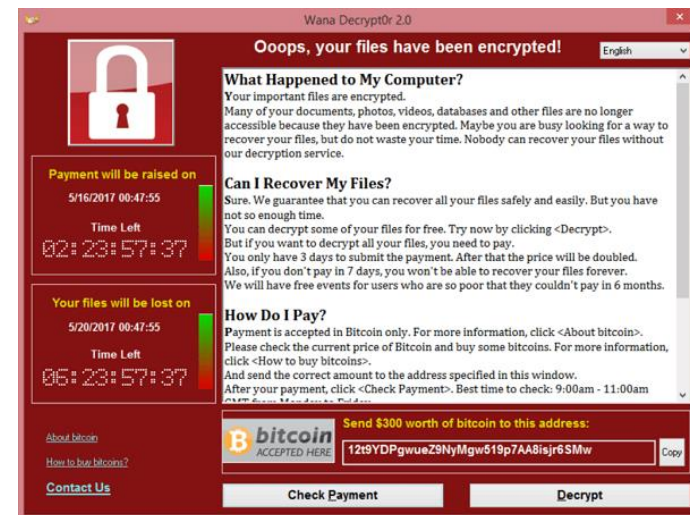 Wana Decrypt0r 2.0
Ooops, your files have been encrypted!
English
What Happened to My Computer?
Your important files are encrypted.
Many of your documents, photos, videos, databases and other files are no longer
accessible because they have been encrypted. Maybe you are busy looking for a way to
recover your files, but do not waste your time. Nobody can recover your files without
our decryption service.
Can I Recover My Files?
Sure. We guarantee that you can recover all your files safely and easily. But you have
not so enough time.
You can decrypt some of your files for free. Try now by clicking <Decrypt>.
But if you want to decrypt all your files, you need to pay.
You only have 3 days to submit the payment. After that the price will be doubled.
Also, if you don't pay in 7 days, you won't be able to recover your files forever.
We will have free events for users who are so poor that they couldn't pay in 6 months.
How Do I Pay?
Payment is accepted in Bitcoin only. For more information, click <About bitcoin>.
Please check the current price of Bitcoin and buy some bitcoins. For more information,
click <How to buy bitcoins>.
And send the correct amount to the address specified in this window.
After your payment, click <Check Payment>. Best time to check: 9:00am - 11:00am
GMT from Monday to Friday.
Payment will be raised on
5/16/2017 00:47:55
Time Left
02:23:57:37
Your files will be lost on
5/20/2017 00:47:55
Time Left
06:23:57:37
About bitcoin
How to buy bitcoins?
Contact Us
bitcoin
ACCEPTED HERE
Send $300 worth of bitcoin to this address:
12t9YDPgwueZ9NyMgw519p7AA8isjr6SMw
Copy
Check Payment
Decrypt